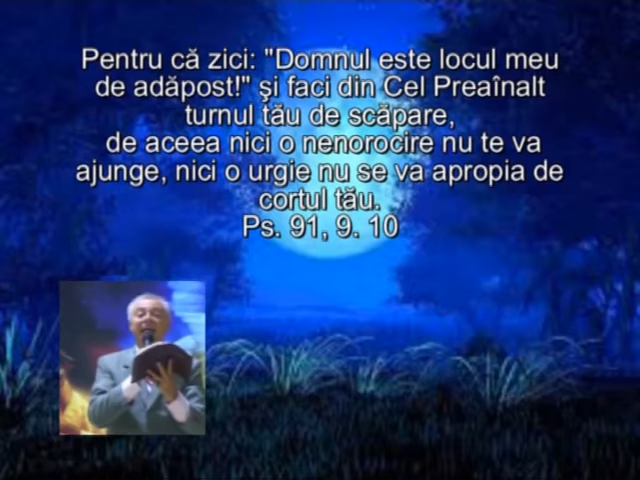 Pentru că zici: "Domnul este locul meu
de adăpost!" şi faci din Cel Preaînalt
turnul tău de scăpare,
de aceea nici o nenorocire nu te va
ajunge, nici o urgie nu se va apropia de
cortul tău.
Ps. 91, 9. 10